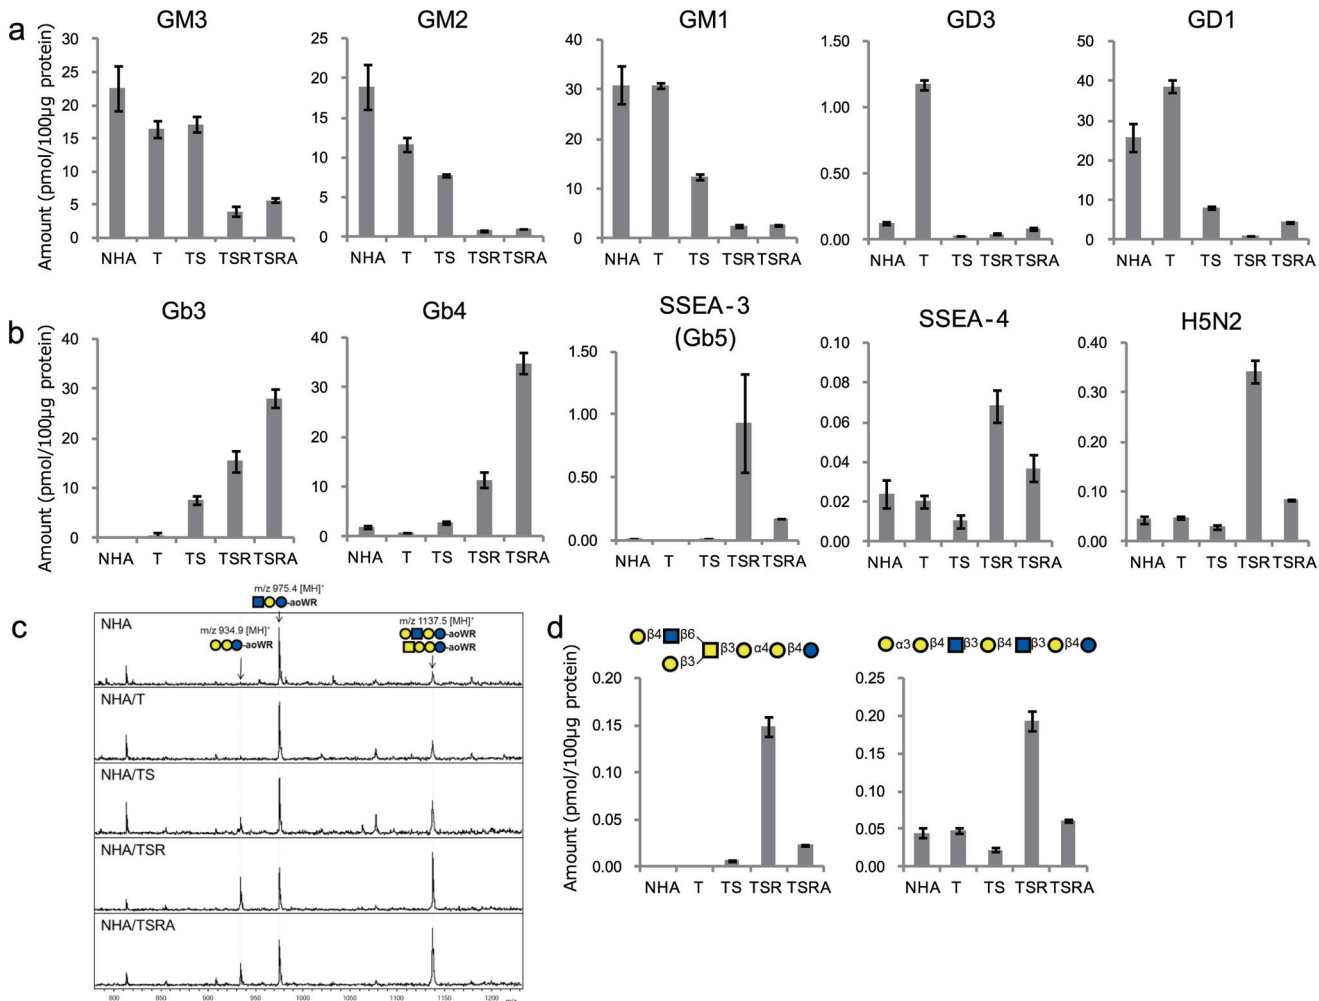 a
GM3
GM2
GM1
GD3
GD1
Amount (pmol/100µg protein)
30
25
20
15
10
5
0
NHA T TS TSR TSRA
25
20
15
10
5
0
NHA T TS TSR TSRA
40
30
20
10
0
NHA T TS TSR TSRA
1.50
1.00
0.50
0.00
NHA T TS TSR TSRA
50
40
30
20
10
0
NHA T TS TSR TSRA
b
Gb3
Gb4
SSEA-3
(Gb5)
SSEA-4
H5N2
Amount (pmol/100µg protein)
40
30
20
10
0
NHA T TS TSR TSRA
40
30
40
10
0
NHA T TS TSR TSRA
1.50
1.00
0.50
0.00
NHA T TS TSR TSRA
0.10
0.08
0.06
0.04
0.02
0.00
NHA T TS TSR TSRA
0.40
0.30
0.20
0.10
0.00
NHA T TS TSR TSRA
c
m/z 975.4 [MH]⁺
-aoWR
m/z 934.9 [MH]⁺
-aoWR
m/z 1137.5 [MH]⁺
-aoWR
-aoWR
NHA
NHA/T
NHA/TS
NHA/TSR
NHA/TSRA
800 850 900 950 1000 1050 1100 1150 1200 m/z
d
β4 β6
β3 β3 α4 β4
Amount (pmol/100µg protein)
0.20
0.15
0.10
0.05
0.00
NHA T TS TSR TSRA
α3 β4 β3 β4 β3 β4
0.25
0.20
0.15
0.10
0.05
0.00
NHA T TS TSR TSRA